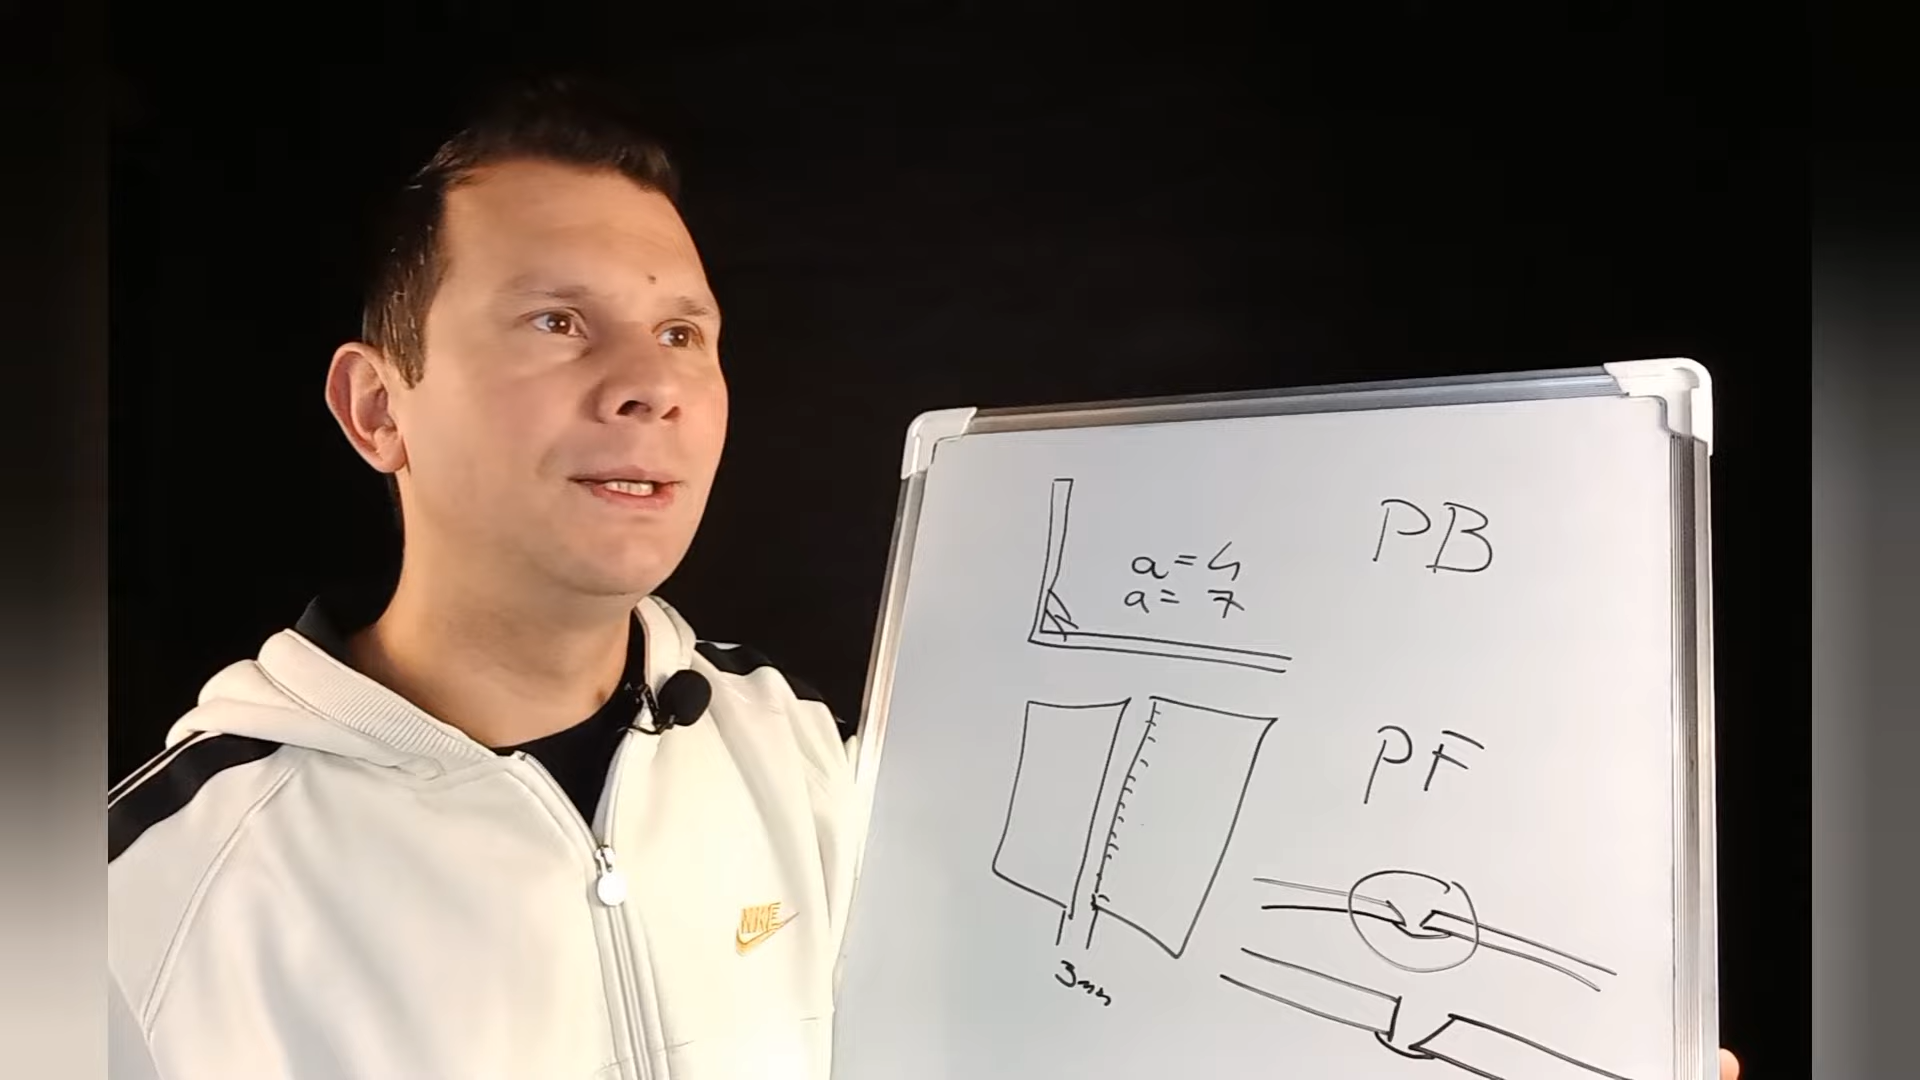 a = 4
a = 7
PB
PF
3mm
NIKE